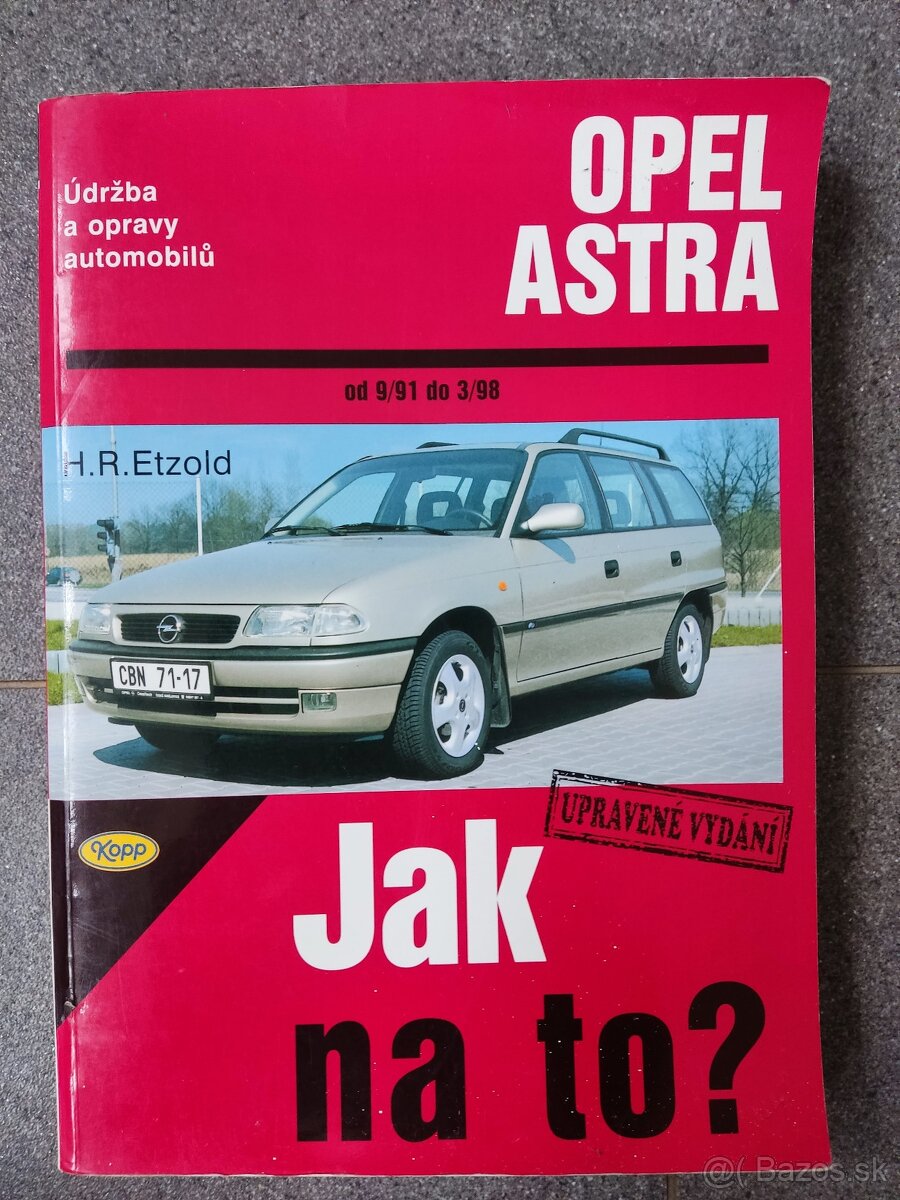 OPEL
ASTRA
Údržba
a opravy
automobilů
od 9/91 do 3/98
H.R.Etzold
CBN 71-17
UPRAVENÉ VYDÁNÍ
Kopp
Jak
na to?
@( Bazos.sk